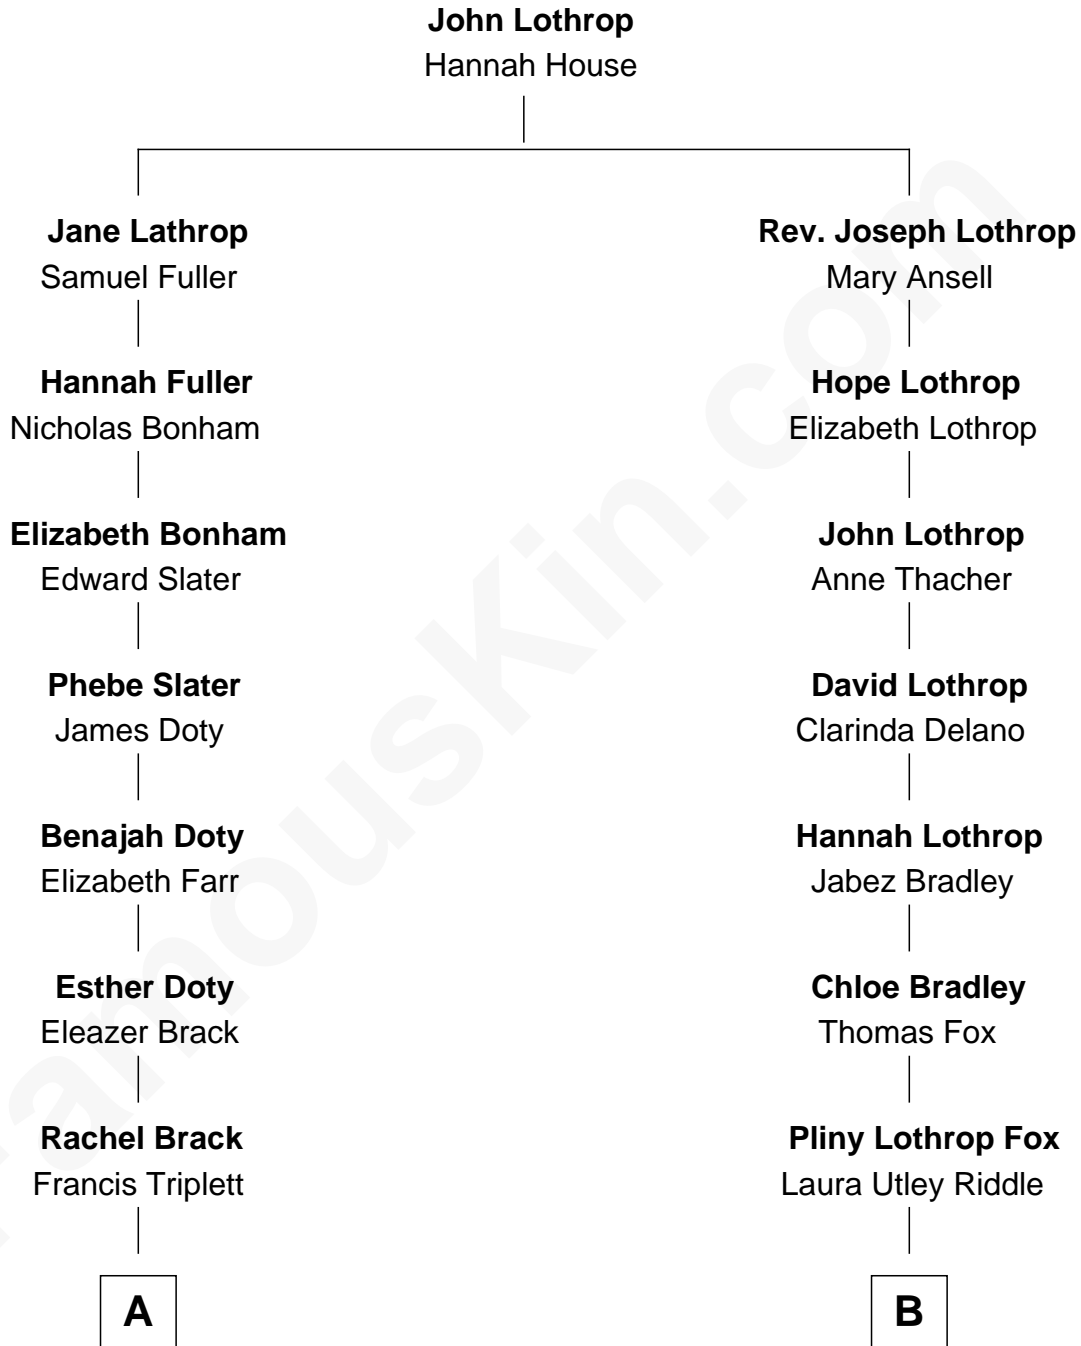 John Lothrop
Hannah House
Jane Lathrop
Samuel Fuller
Rev. Joseph Lothrop
Mary Ansell
Hannah Fuller
Nicholas Bonham
Hope Lothrop
Elizabeth Lothrop
Elizabeth Bonham
Edward Slater
John Lothrop
Anne Thacher
Phebe Slater
James Doty
David Lothrop
Clarinda Delano
Benajah Doty
Elizabeth Farr
Hannah Lothrop
Jabez Bradley
Esther Doty
Eleazer Brack
Chloe Bradley
Thomas Fox
Rachel Brack
Francis Triplett
Pliny Lothrop Fox
Laura Utley Riddle
A
B
FamousKin.com